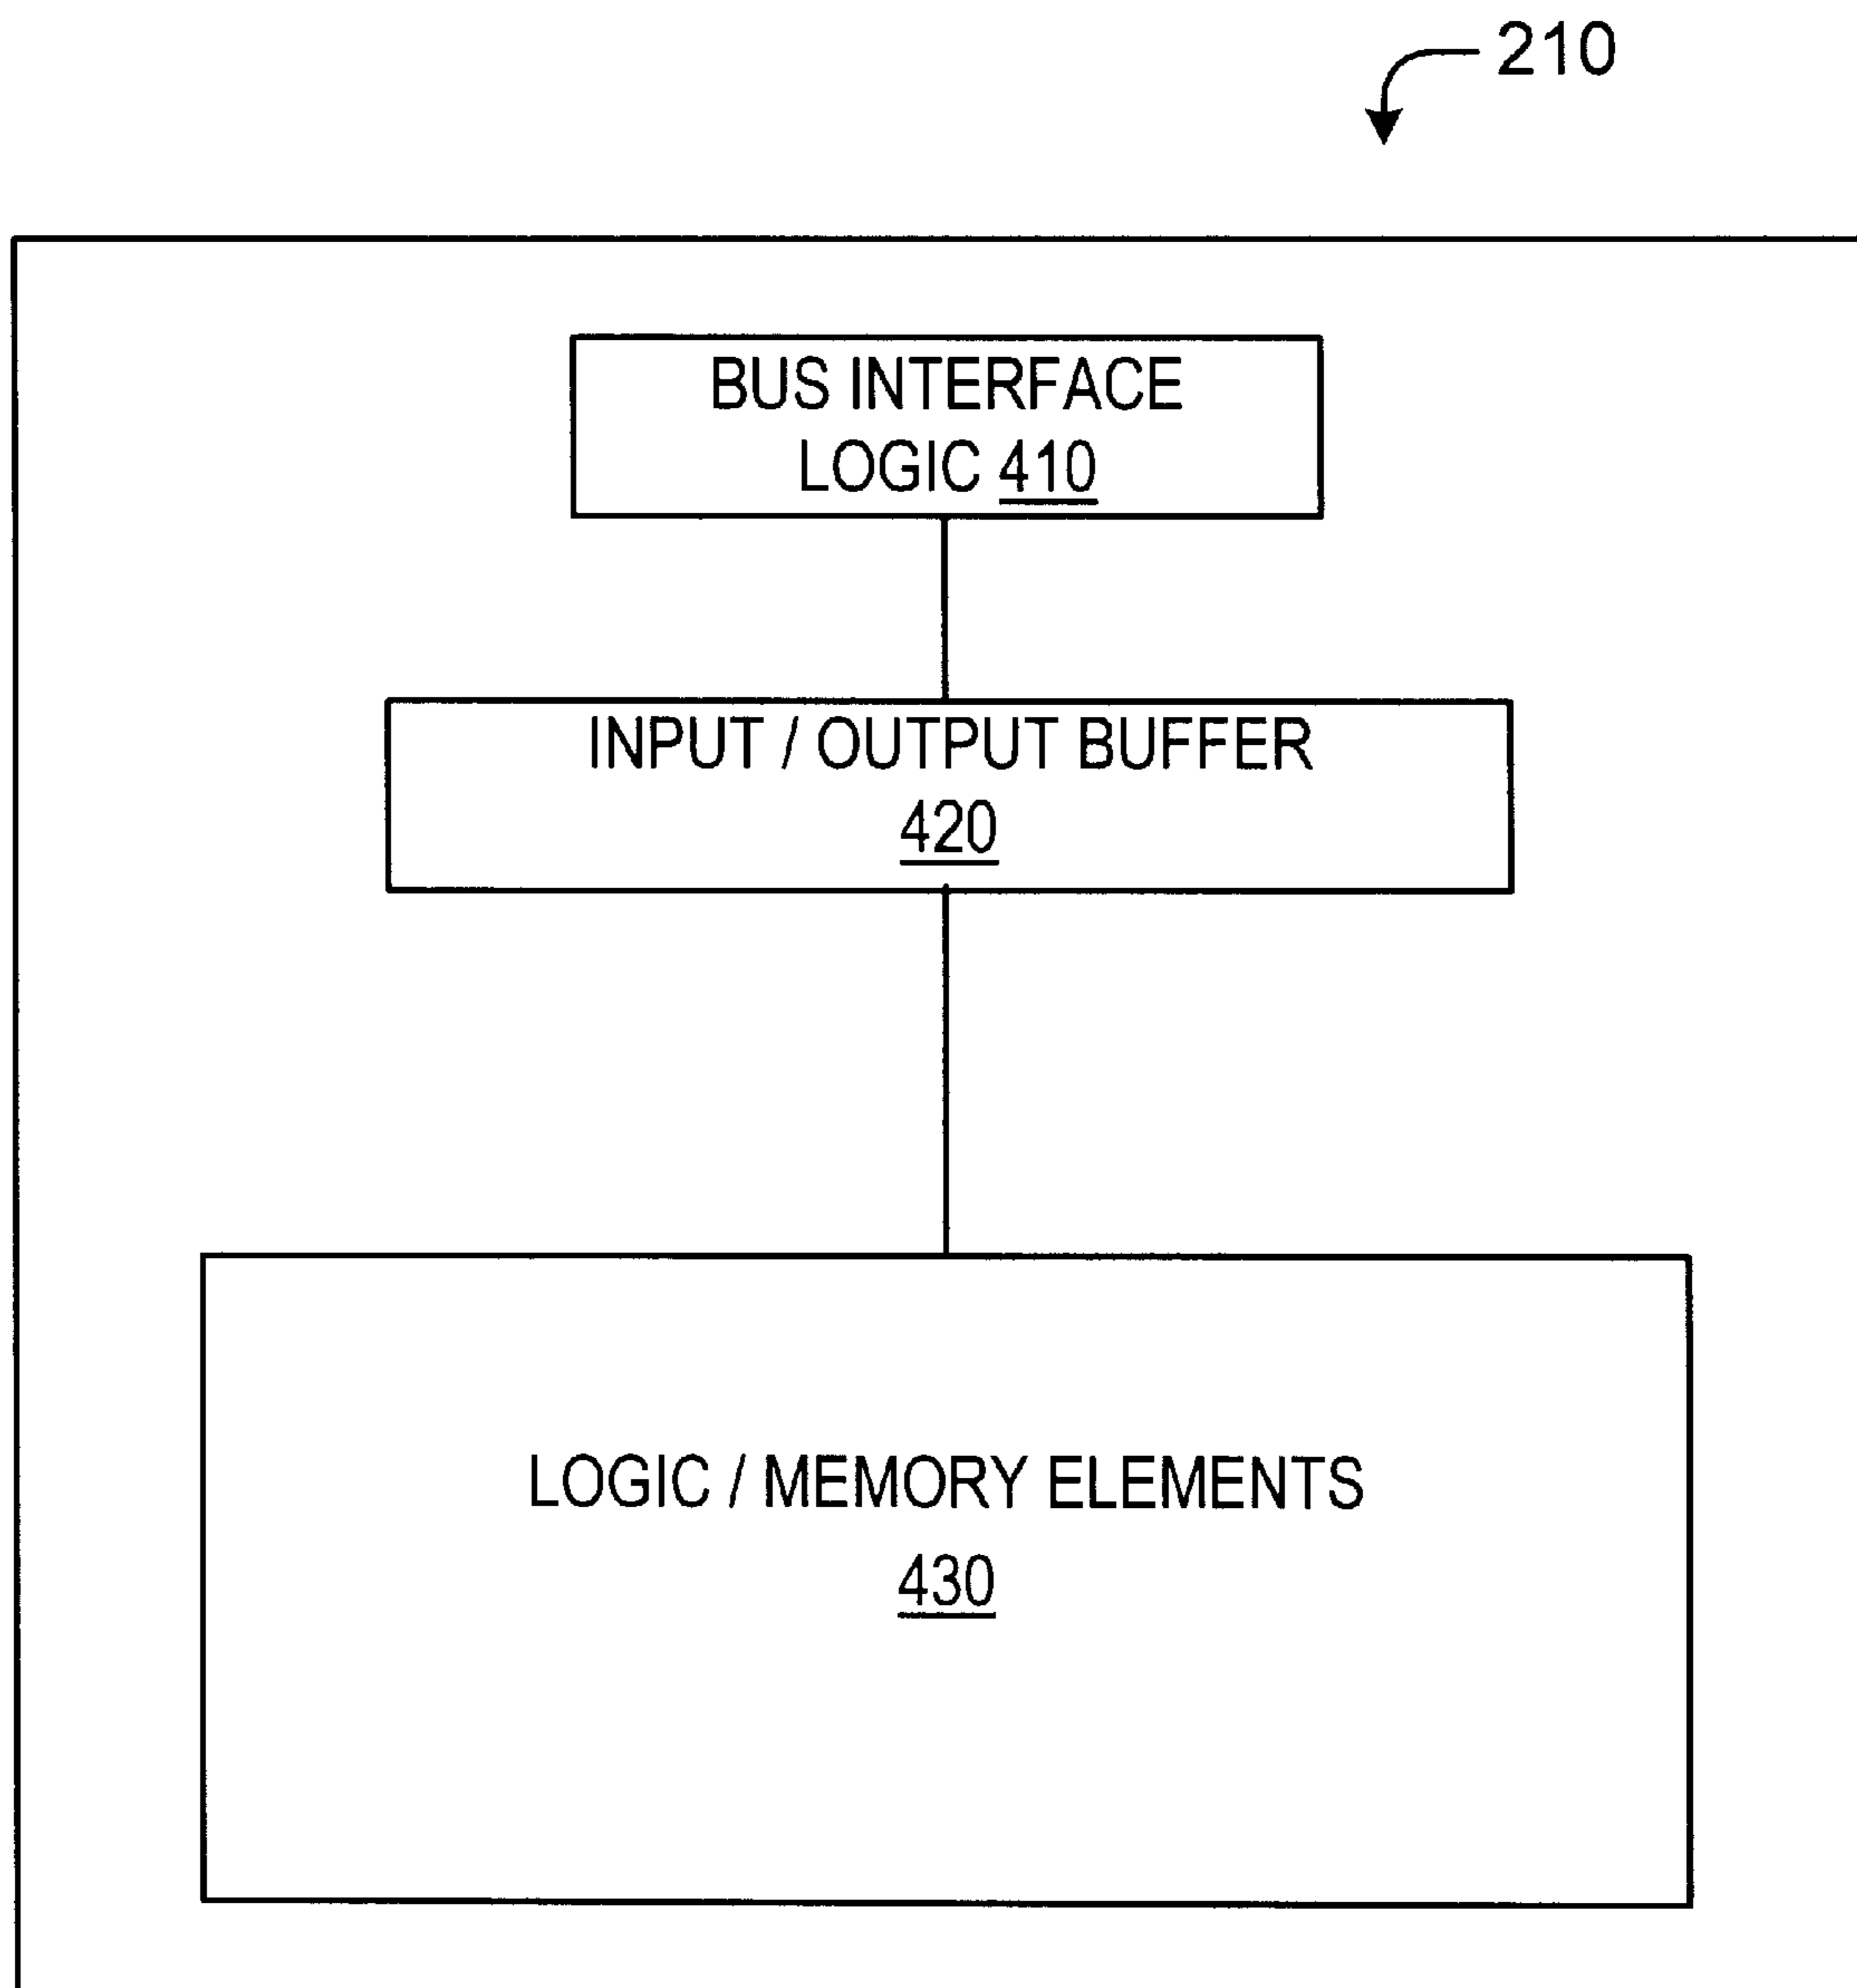 210
BUS INTERFACE
LOGIC 410
INPUT / OUTPUT BUFFER
420
LOGIC / MEMORY ELEMENTS
430